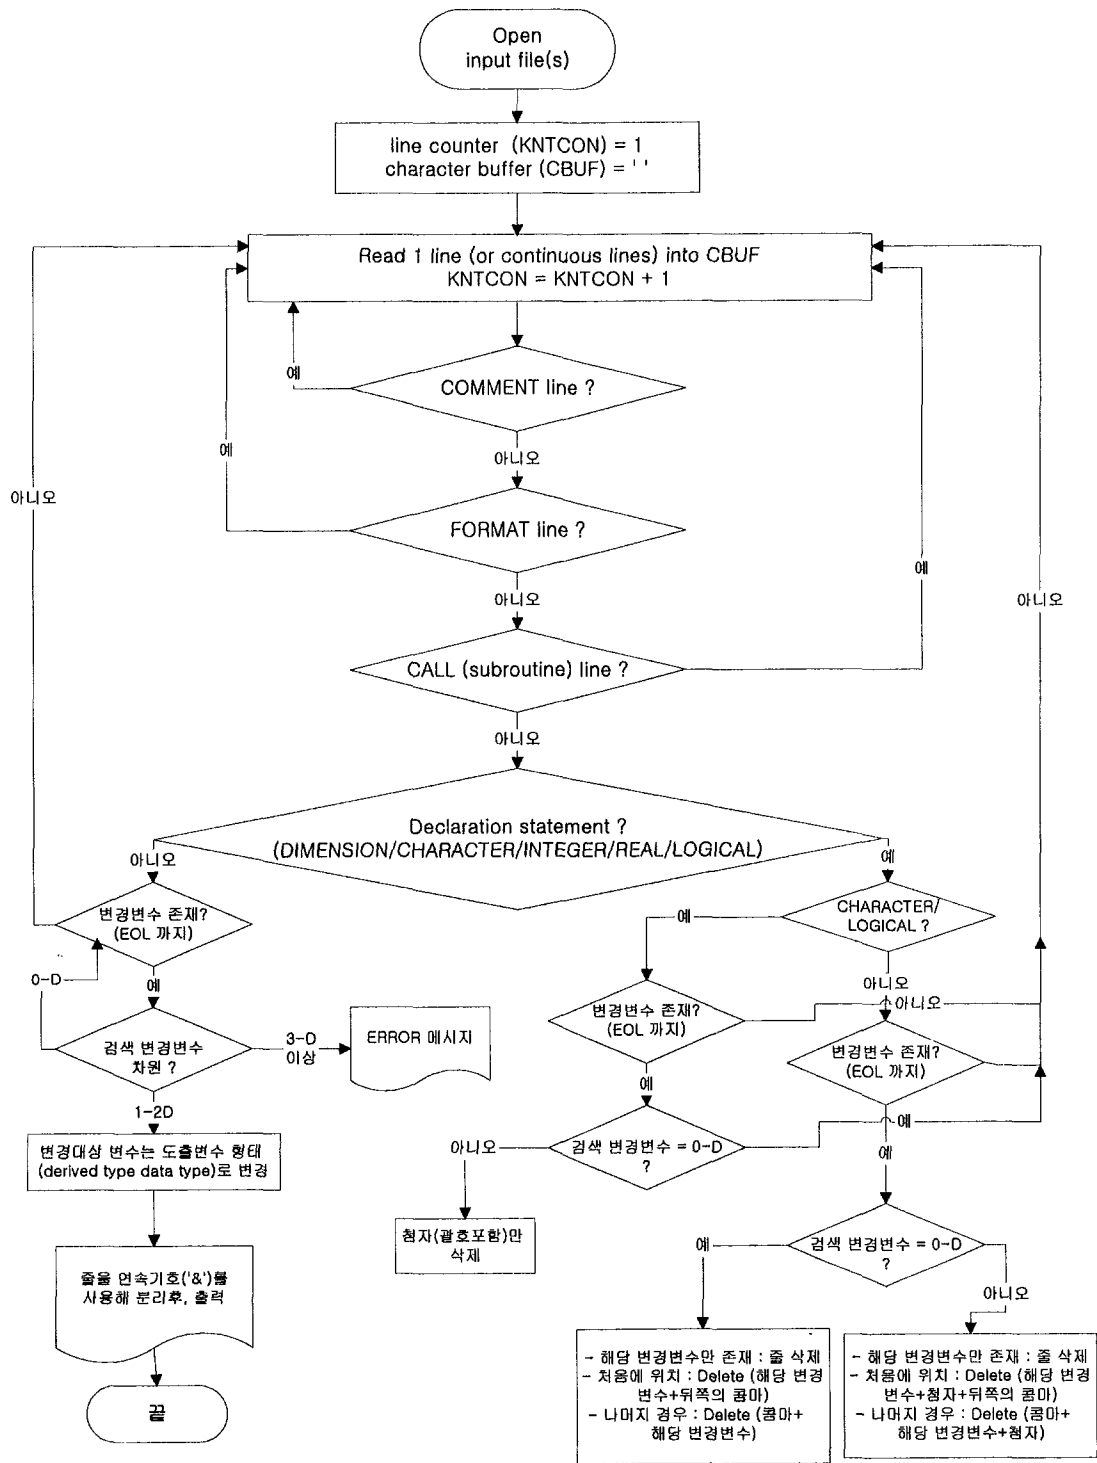 Open
input file(s)
line counter (KNTCON) = 1
character buffer (CBUF) = ' '
Read 1 line (or continuous lines) into CBUF
KNTCON = KNTCON + 1
예
COMMENT line ?
예
아니오
아니오
FORMAT line ?
예
아니오
아니오
CALL (subroutine) line ?
아니오
Declaration statement ?
(DIMENSION/CHARACTER/INTEGER/REAL/LOGICAL)
아니오
예
변경변수 존재?
(EOL 까지)
CHARACTER/
LOGICAL ?
예
0-D
예
아니오
아니오
변경변수 존재?
(EOL 까지)
검색 변경변수
차원 ?
3-D
이상
ERROR 메시지
변경변수 존재?
(EOL 까지)
예
1-2D
예
변경대상 변수는 도출변수 형태
(derived type data type)로 변경
아니오
검색 변경변수 = 0-D
?
예
첨자(괄호포함)만
삭제
예
검색 변경변수 = 0-D
?
아니오
줄을 연속기호('&')를
사용해 분리후, 출력
끝
- 해당 변경변수만 존재 : 줄 삭제
- 처음에 위치 : Delete (해당 변경
변수+뒤쪽의 콤마)
- 나머지 경우 : Delete (콤마+
해당 변경변수)
- 해당 변경변수만 존재 : 줄 삭제
- 처음에 위치 : Delete (해당 변경
변수+첨자+뒤쪽의 콤마)
- 나머지 경우 : Delete (콤마+
해당 변경변수+첨자)